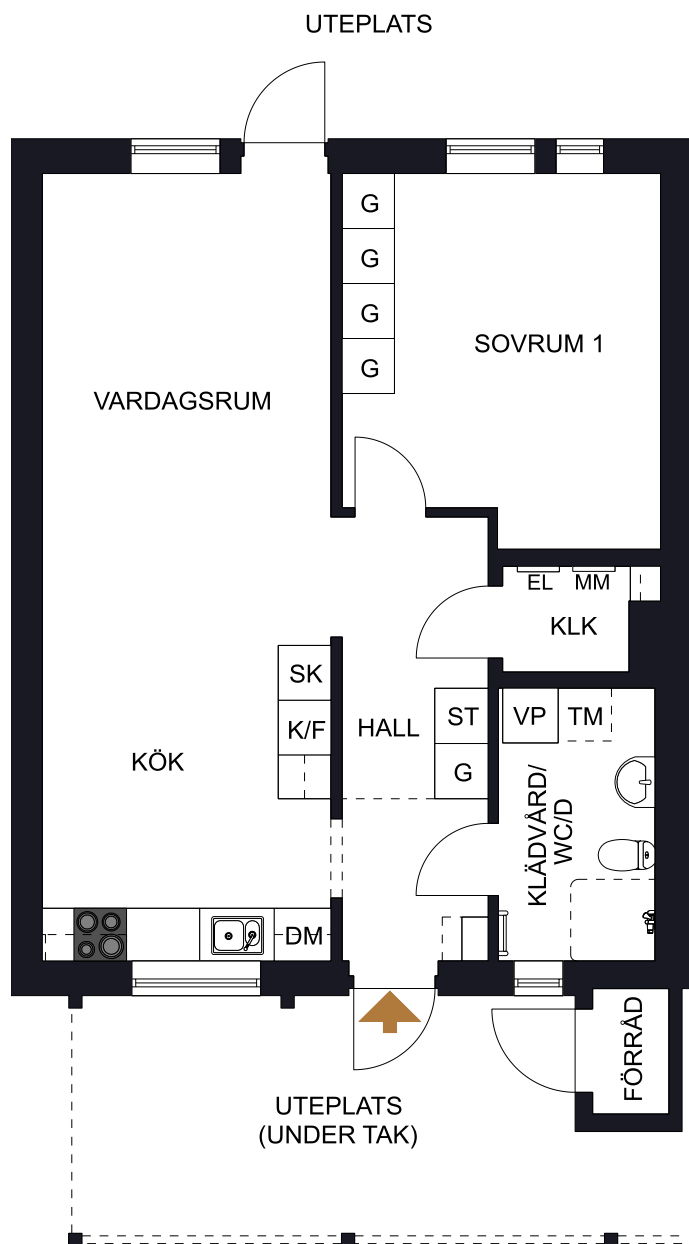 UTEPLATS
G
G
G
G
SOVRUM 1
VARDAGSRUM
EL MM
KLK
SK
K/F
HALL
ST
G
VP
TM
KÖK
KLÄDVÅRD/
WC/D
DM
FÖRRÅD
UTEPLATS
(UNDER TAK)